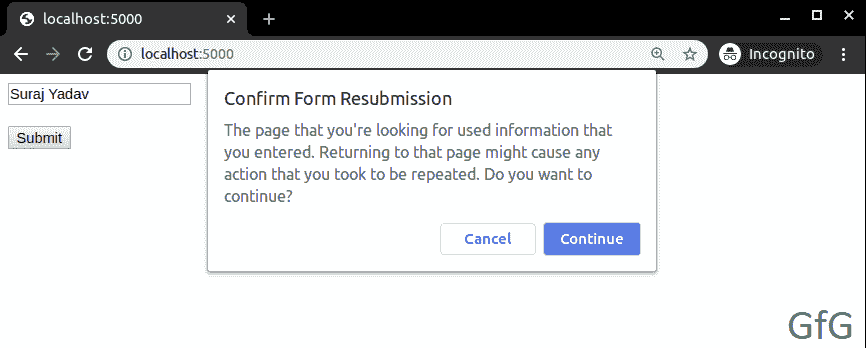 localhost:5000
localhost:5000
Incognito
Suraj Yadav
Submit
Confirm Form Resubmission
The page that you're looking for used information that
you entered. Returning to that page might cause any
action that you took to be repeated. Do you want to
continue?
Cancel Continue
GfG